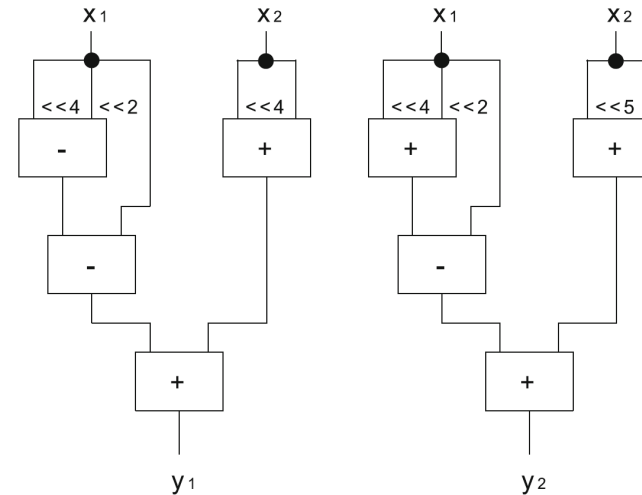 x1 x2 x1 x2
<<4 <<2 <<4 <<4 <<2 <<5
- + + +
- -
+ +
y1 y2